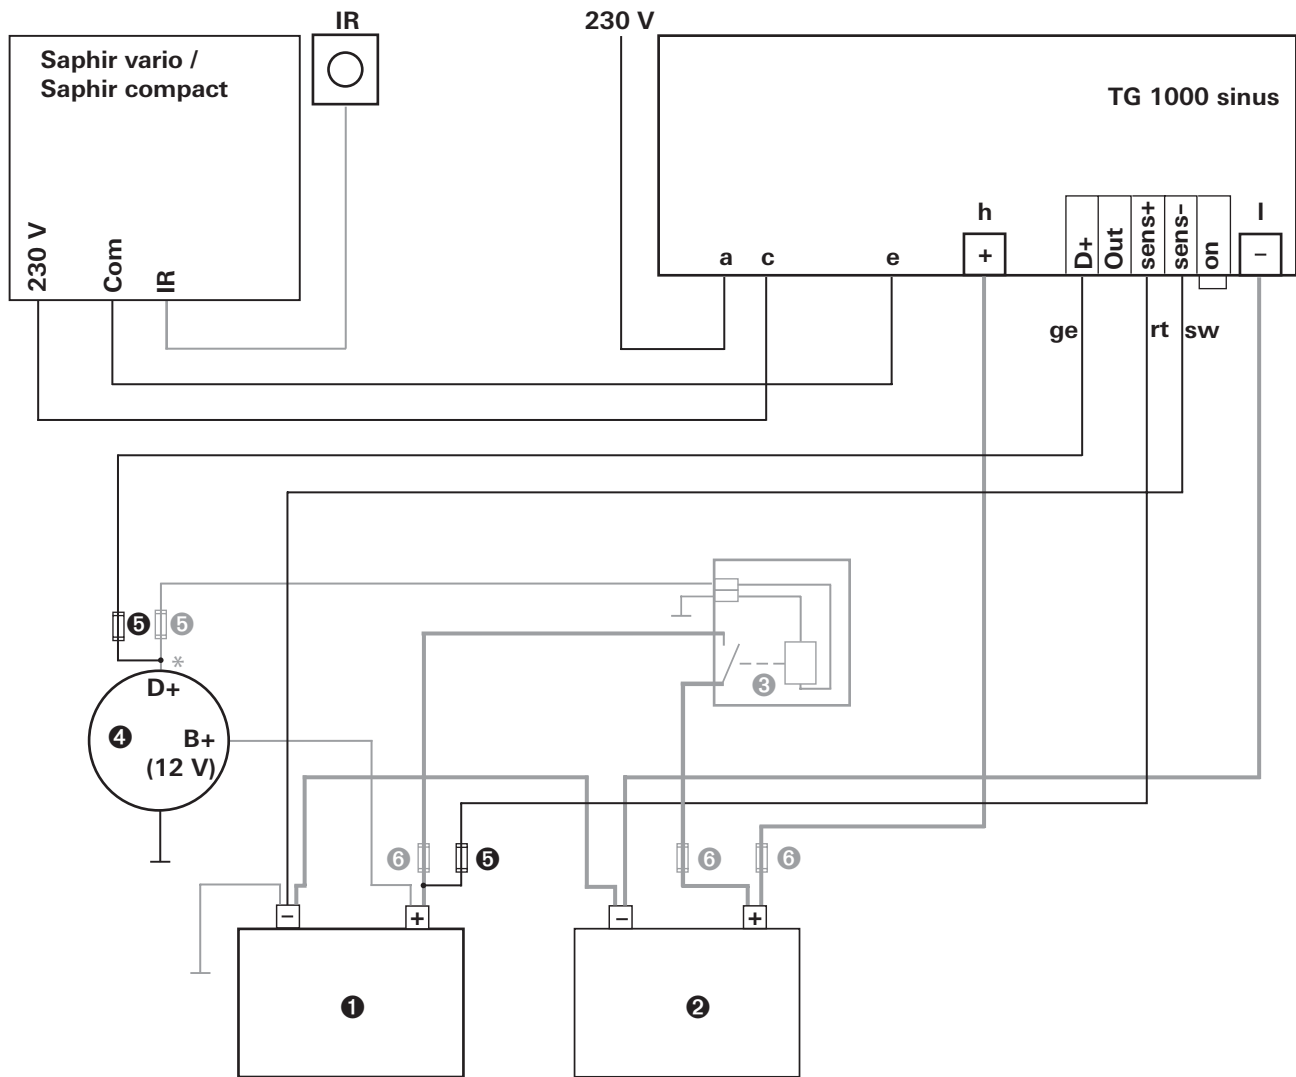 IR
230 V
Saphir vario /
Saphir compact
TG 1000 sinus
230 V
Com
IR
a
c
e
h
+
D+
Out
sens+
sens-
on
l
–
ge
rt
sw
❺
❺
*
D+
❹
B+
(12 V)
❸
❻
❺
❻
❻
–
+
–
+
❶
❷